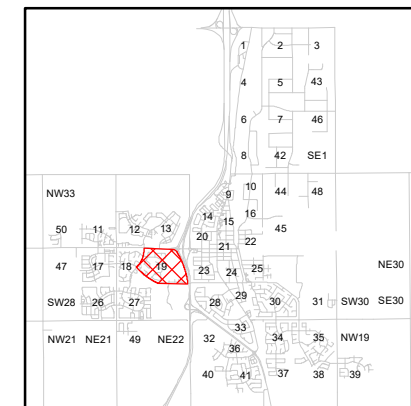 1 2 3
4 5 43
6 7 46
8 42 SE1
NW33 10 44 48
9
14 16
50 11 12 13 15 45
20 21 22
47 17 18 19 23 24 25 NE30
SW28 26 27 28 29 30 31 SW30 SE30
33
NW21 NE21 49 NE22 32 34 35 NW19
36
40 41 37 38 39